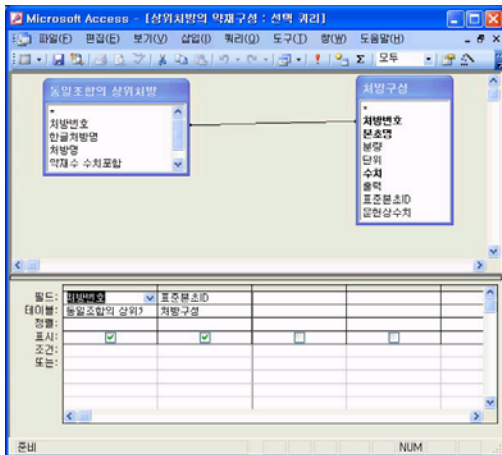 Microsoft Access - [상위처방의 약재구성 : 선택 쿼리]
파일(F) 편집(E) 보기(V) 삽입(I) 쿼리(Q) 도구(T) 창(W) 도움말(H)
모두
동일조합의 상위처방
*
처방번호
한글처방명
처방명
약재수 수치포함
처방구성
*
처방번호
본초명
분량
단위
수치
출력
표준본초ID
문헌상수치
필드: 처방번호 표준본초ID
테이블: 동일조합의 상위처 처방구성
정렬:
표시:
조건:
또는:
준비 NUM